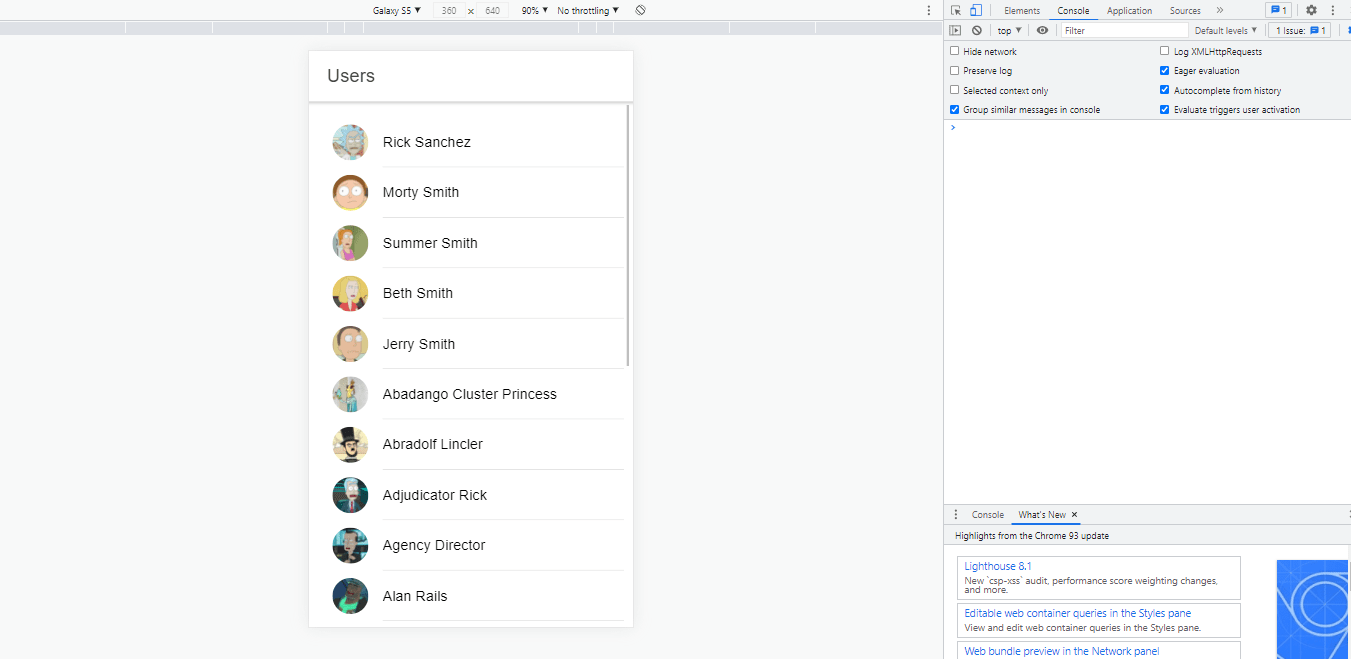 Galaxy S5 ▼ 360 x 640 90% ▼ No throttling ▼
Elements Console Application Sources » 1
top ▼ Filter Default levels ▼ 1 Issue: 1
Hide network
Log XMLHttpRequests
Preserve log
Eager evaluation
Selected context only
Autocomplete from history
Group similar messages in console
Evaluate triggers user activation
Users
Rick Sanchez
Morty Smith
Summer Smith
Beth Smith
Jerry Smith
Abadango Cluster Princess
Abradolf Lincler
Adjudicator Rick
Agency Director
Alan Rails
Console What's New ×
Highlights from the Chrome 93 update
Lighthouse 8.1
New `csp-xss` audit, performance score weighting changes,
and more.
Editable web container queries in the Styles pane
View and edit web container queries in the Styles pane.
Web bundle preview in the Network panel